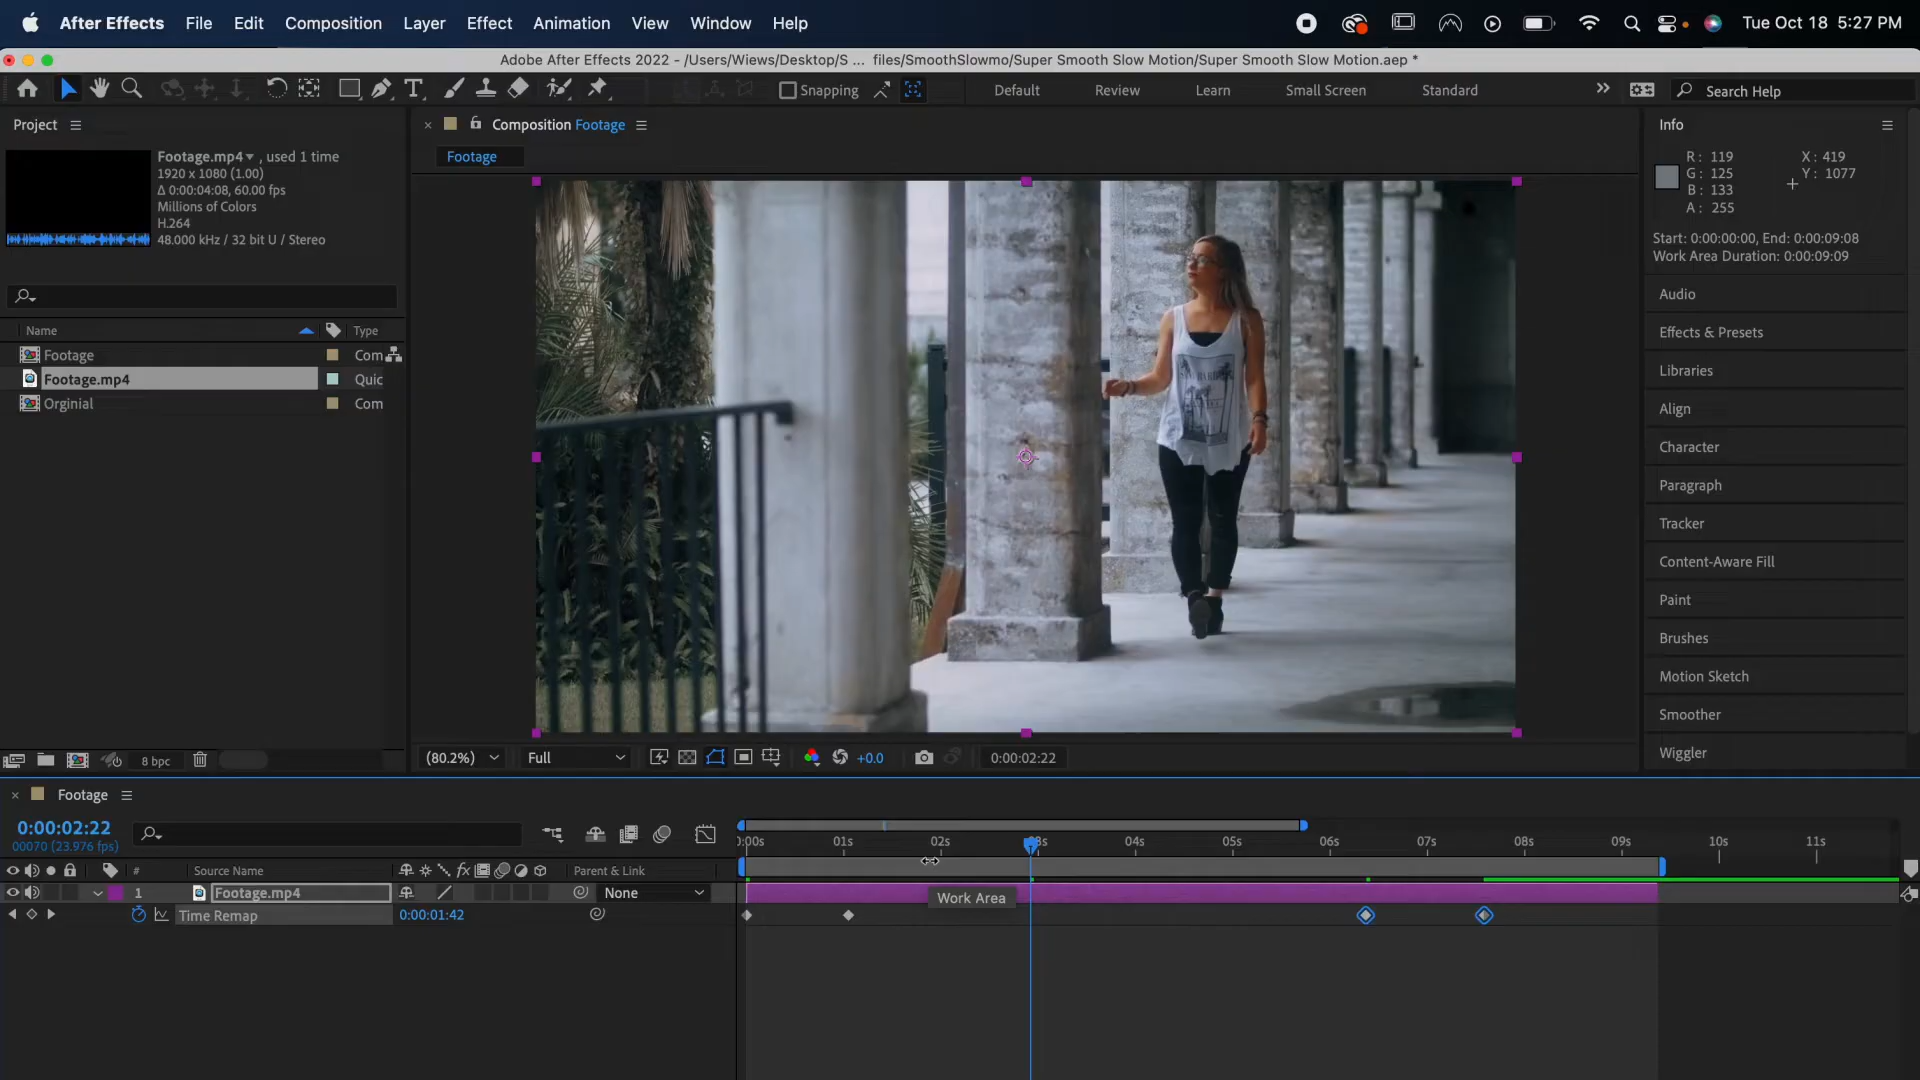 After Effects File Edit Composition Layer Effect Animation View Window Help Tue Oct 18 5:27 PM
Adobe After Effects 2022 - /Users/Wiews/Desktop/S ... files/SmoothSlowmo/Super Smooth Slow Motion/Super Smooth Slow Motion.aep *
Snapping Default Review Learn Small Screen Standard Search Help
Project
Footage.mp4 , used 1 time
1920 x 1080 (1.00)
Δ 0:00:04:08, 60.00 fps
Millions of Colors
H.264
48.000 kHz / 32 bit U / Stereo
Name Type
Footage Com
Footage.mp4 Quic
Orginial Com
8 bpc
Composition Footage
Footage
(80.2%) Full +0.0 0:00:02:22
Info
R: 119 X: 419
G: 125 Y: 1077
B: 133
A: 255
Start: 0:00:00:00, End: 0:00:09:08
Work Area Duration: 0:00:09:09
Audio
Effects & Presets
Libraries
Align
Character
Paragraph
Tracker
Content-Aware Fill
Paint
Brushes
Motion Sketch
Smoother
Wiggler
Footage
0:00:02:22
00070 (23.976 fps)
0:00s 01s 02s 3s 04s 05s 06s 07s 08s 09s 10s 11s
# Source Name fx Parent & Link
1 Footage.mp4 None
Work Area
Time Remap 0:00:01:42